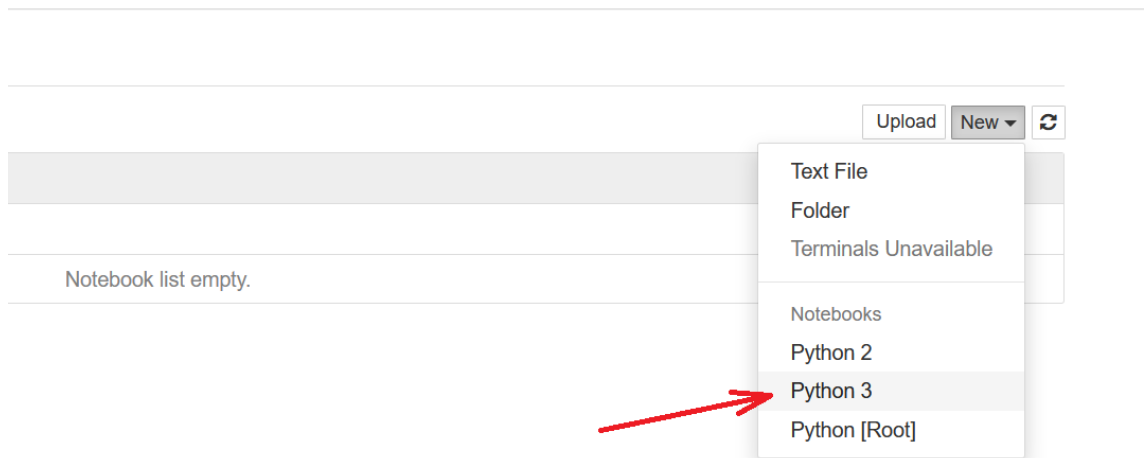 Upload New
Text File
Folder
Terminals Unavailable
Notebook list empty.
Notebooks
Python 2
Python 3
Python [Root]